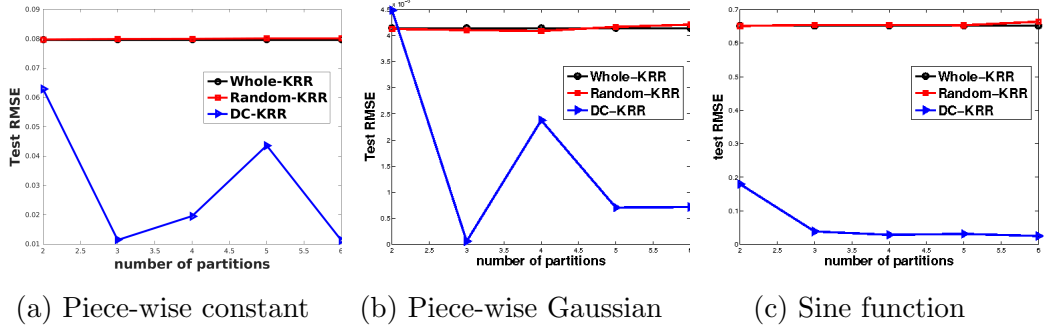 0.1
0.09
0.08
0.07
0.06
0.05
0.04
0.03
0.02
0.01
Test RMSE
Whole-KRR
Random-KRR
DC-KRR
2 2.5 3 3.5 4 4.5 5 5.5 6
number of partitions
(a) Piece-wise constant
4.5
4
3.5
3
2.5
2
1.5
1
0.5
0
Test RMSE
Whole-KRR
Random-KRR
DC-KRR
2 2.5 3 3.5 4 4.5 5 5.5 6
number of partitions
(b) Piece-wise Gaussian
0.7
0.6
0.5
0.4
0.3
0.2
0.1
0
test RMSE
Whole-KRR
Random-KRR
DC-KRR
2 2.5 3 3.5 4 4.5 5 5.5 6
number of partitions
(c) Sine function